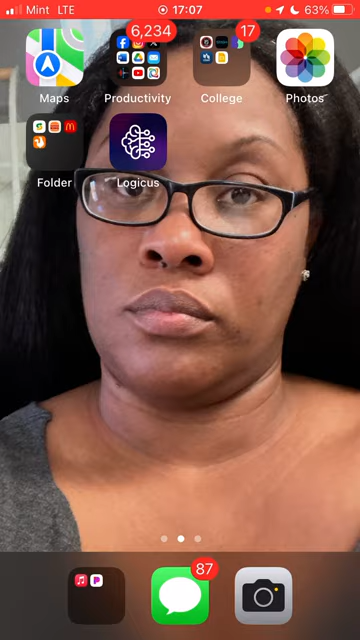 Mint LTE 17:07 63%
6,234 17
Maps Productivity College Photos
Folder Logicus
87